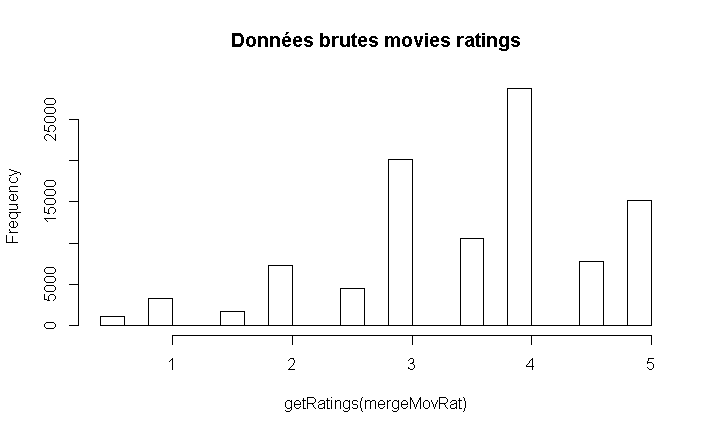 Données brutes movies ratings
Frequency
25000
15000
5000
0
1 2 3 4 5
getRatings(mergeMovRat)